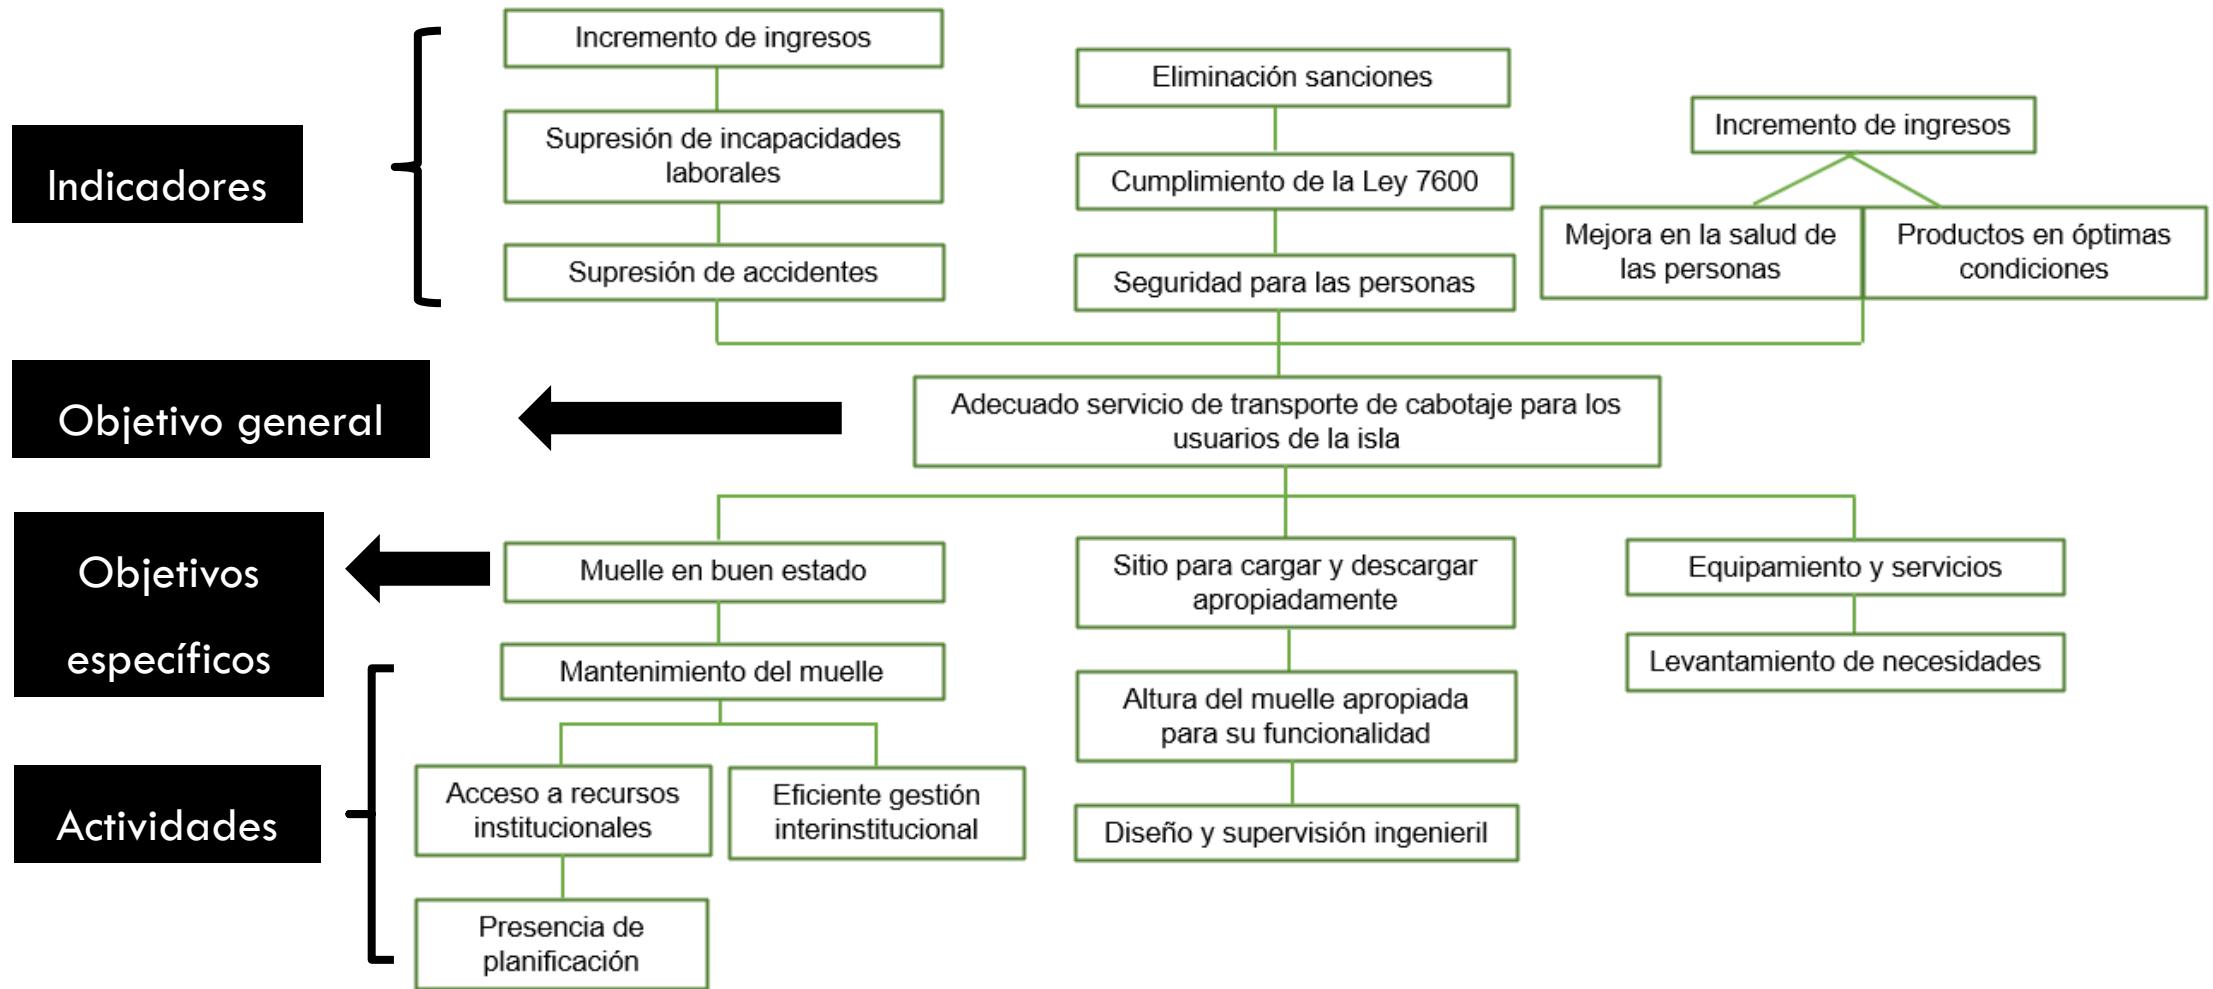 Incremento de ingresos
Eliminación sanciones
Incremento de ingresos
Indicadores
Supresión de incapacidades
laborales
Cumplimiento de la Ley 7600
Mejora en la salud de
las personas
Productos en óptimas
condiciones
Supresión de accidentes
Seguridad para las personas
Objetivo general
Adecuado servicio de transporte de cabotaje para los
usuarios de la isla
Objetivos
específicos
Muelle en buen estado
Sitio para cargar y descargar
apropiadamente
Equipamiento y servicios
Mantenimiento del muelle
Altura del muelle apropiada
para su funcionalidad
Levantamiento de necesidades
Actividades
Acceso a recursos
institucionales
Eficiente gestión
interinstitucional
Diseño y supervisión ingenieril
Presencia de
planificación